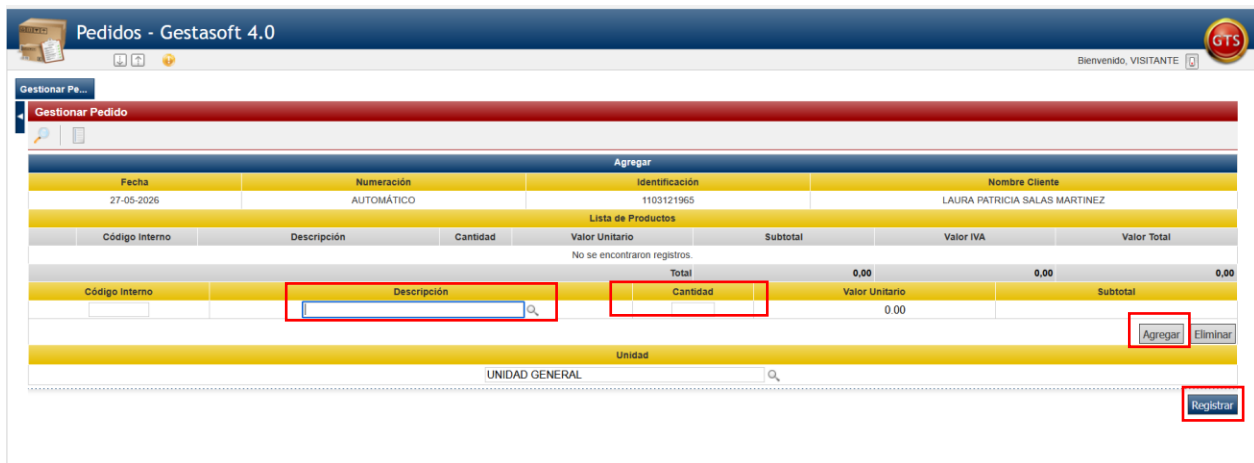 Pedidos - Gestasoft 4.0
GTS
Bienvenido, VISITANTE
Gestionar Pe...
Gestionar Pedido
Agregar
Fecha Numeración Identificación Nombre Cliente
27-05-2026 AUTOMÁTICO 1103121965 LAURA PATRICIA SALAS MARTINEZ
Lista de Productos
Código Interno Descripción Cantidad Valor Unitario Subtotal Valor IVA Valor Total
No se encontraron registros.
Total 0,00 0,00 0,00
Código Interno Descripción Cantidad Valor Unitario Subtotal
0.00
Agregar Eliminar
Unidad
UNIDAD GENERAL
Registrar